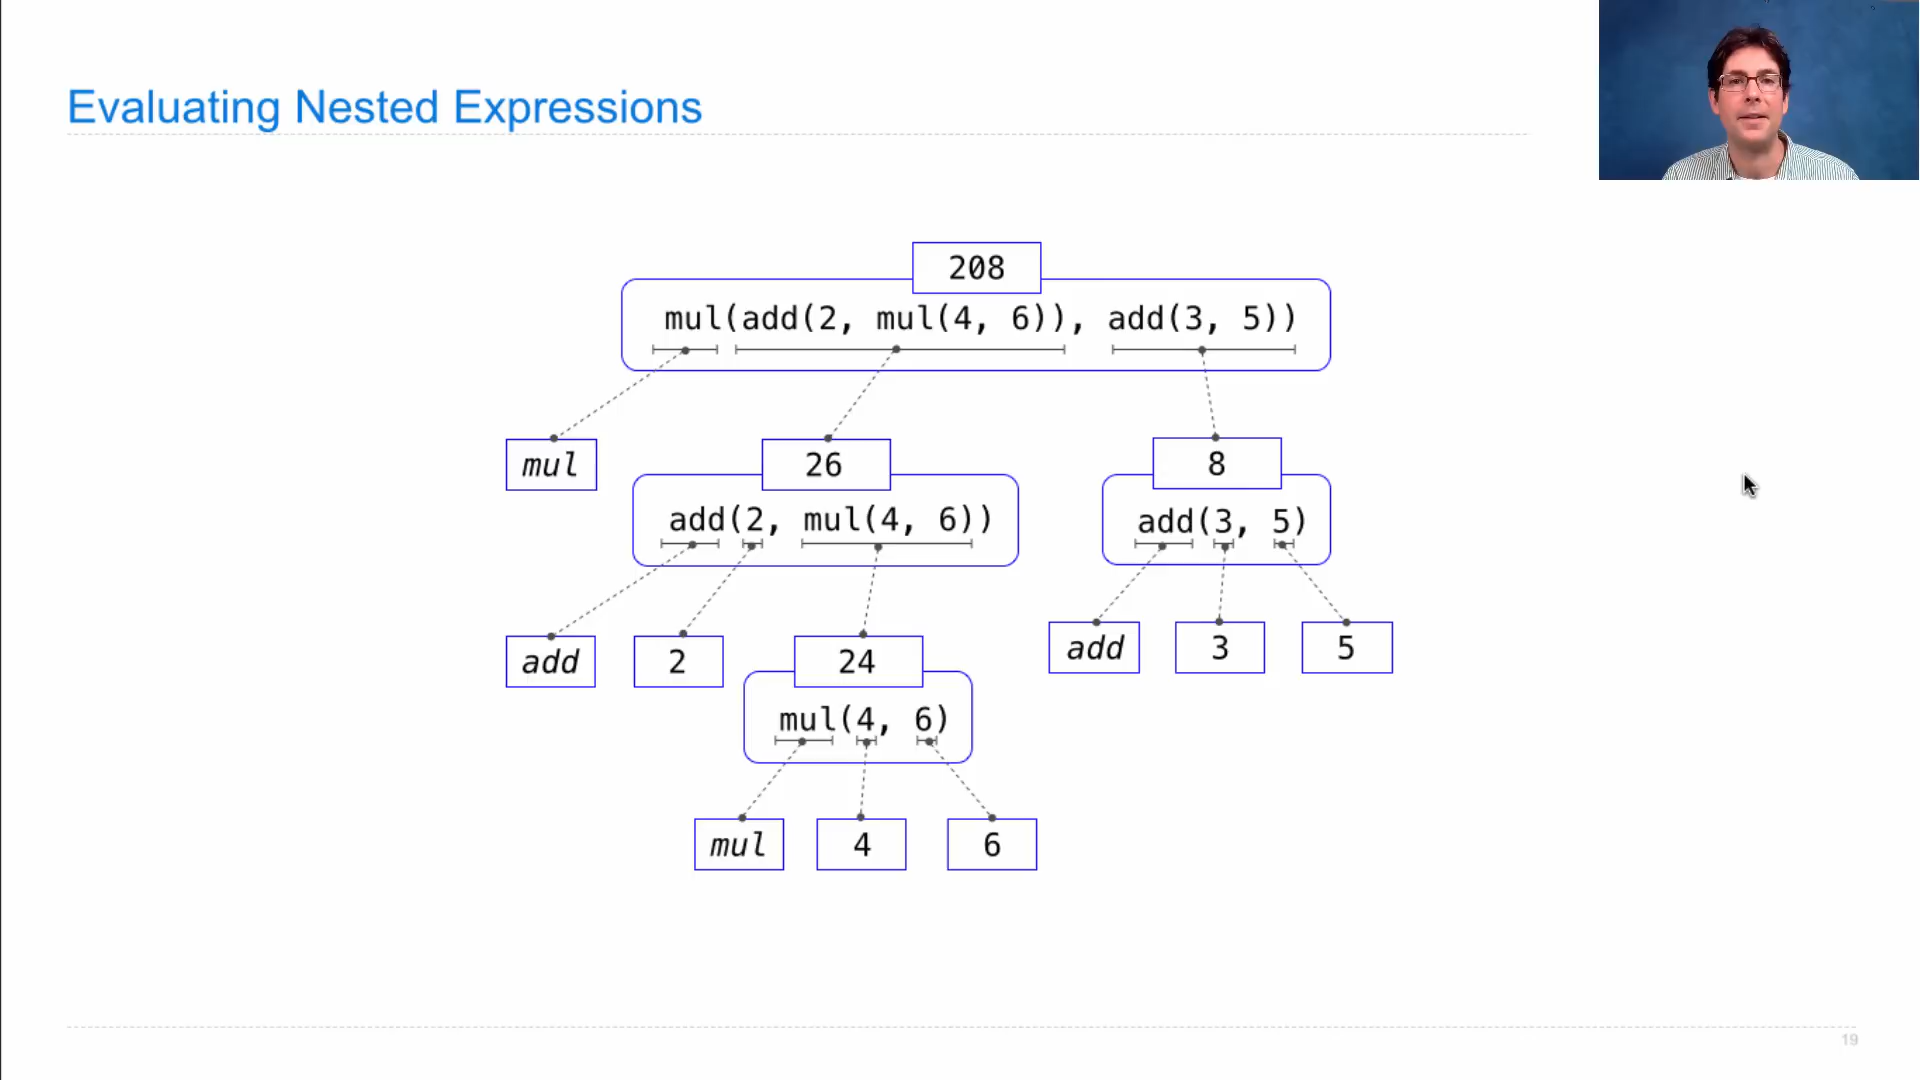 Evaluating Nested Expressions
208
mul(add(2, mul(4, 6)), add(3, 5))
mul
26
8
add(2, mul(4, 6))
add(3, 5)
add
2
24
add
3
5
mul(4, 6)
mul
4
6
19